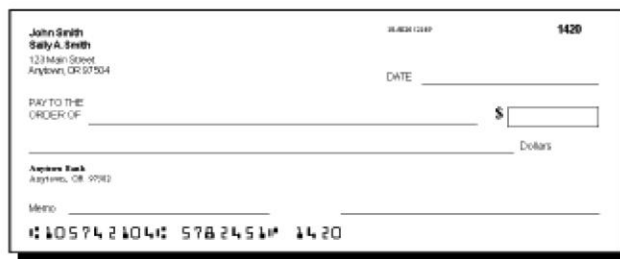 John Smith 1420
Sally A. Smith
123 Main Street
Anytown, OR 97504
DATE
PAY TO THE
ORDER OF $
Dollars
Anytown Bank
Anytown, OR 97502
Memo
⑆105742104⑆ 5782451⑈ 1420